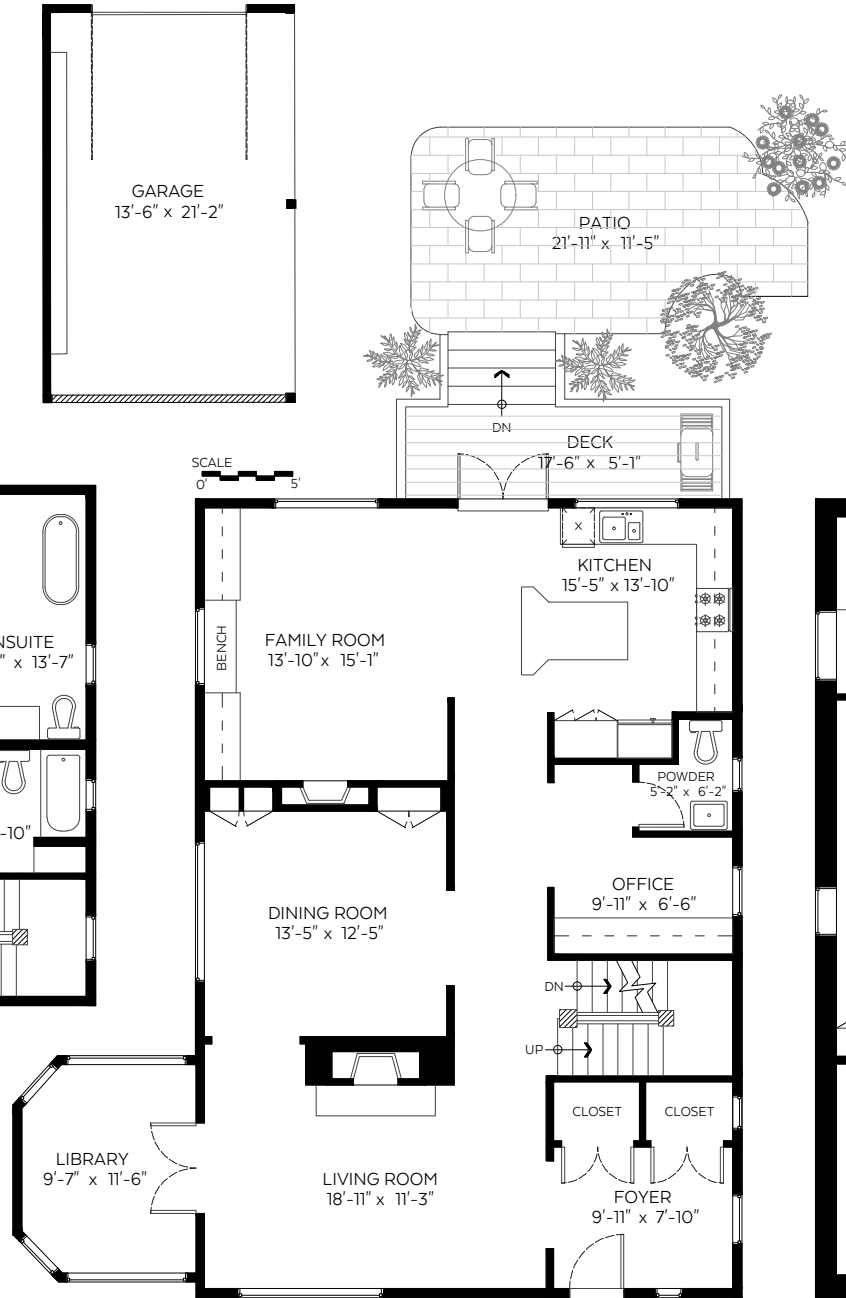 GARAGE
13'-6" x 21'-2"
PATIO
21'-11" x 11'-5"
DN
DECK
17'-6" x 5'-1"
SCALE
0' 5'
X
KITCHEN
15'-5" x 13'-10"
BENCH
FAMILY ROOM
13'-10" x 15'-1"
NSUITE
" x 13'-7"
POWDER
5'-2" x 6'-2"
-10"
OFFICE
9'-11" x 6'-6"
DINING ROOM
13'-5" x 12'-5"
DN
UP
CLOSET CLOSET
LIBRARY
9'-7" x 11'-6"
LIVING ROOM
18'-11" x 11'-3"
FOYER
9'-11" x 7'-10"